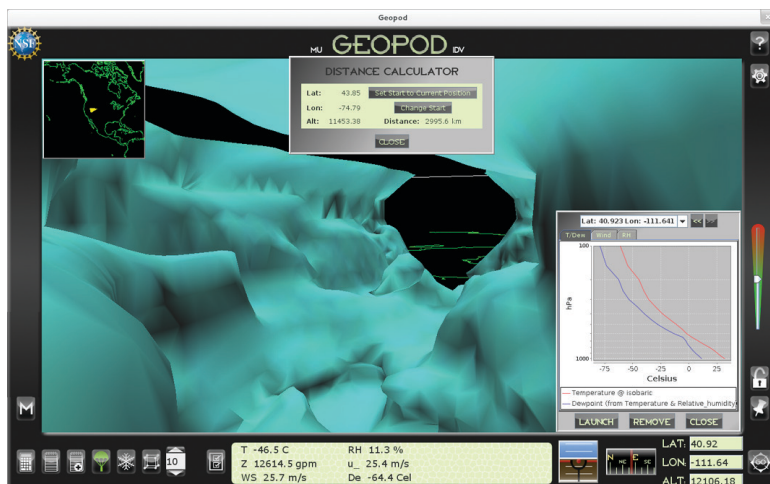 Geopod
NSF
MU GEOPOD IDV
?
DISTANCE CALCULATOR
Lat: 43.85 Set Start to Current Position
Lon: -74.79 Change Start
Alt: 11453.38 Distance: 2995.6 km
CLOSE
Lat: 40.923 Lon: -111.641 << >>
T/Dew Wind RH
100
hPa
1000
-75 -50 -25 0 25
Celsius
Temperature @ isobaric
Dewpoint (from Temperature & Relative_humidity)
LAUNCH REMOVE CLOSE
M
10
T -46.5 C RH 11.3 %
Z 12614.5 gpm u_ 25.4 m/s
WS 25.7 m/s De -64.4 Cel
N NE E SE
LAT: 40.92
LON: -111.64
ALT: 12106.18
GO